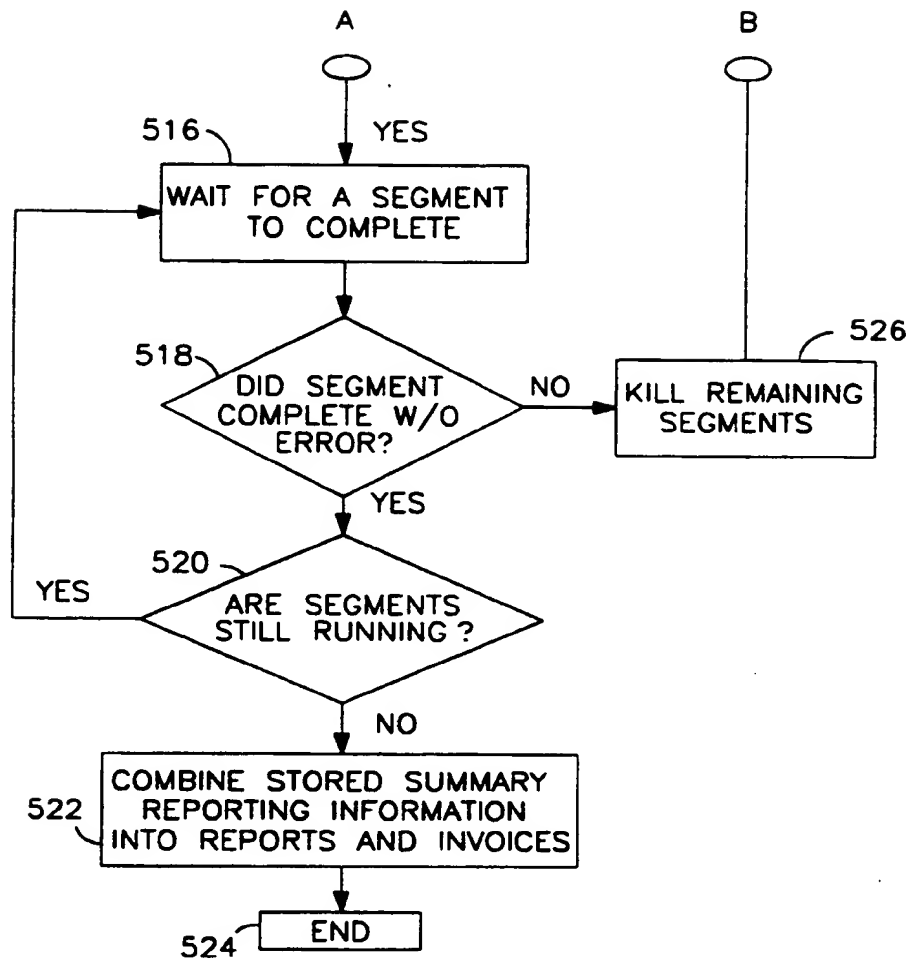 A
B
YES
516
WAIT FOR A SEGMENT
TO COMPLETE
518
DID SEGMENT
COMPLETE W/O
ERROR?
NO
526
KILL REMAINING
SEGMENTS
YES
520
YES
ARE SEGMENTS
STILL RUNNING ?
NO
522
COMBINE STORED SUMMARY
REPORTING INFORMATION
INTO REPORTS AND INVOICES
524
END